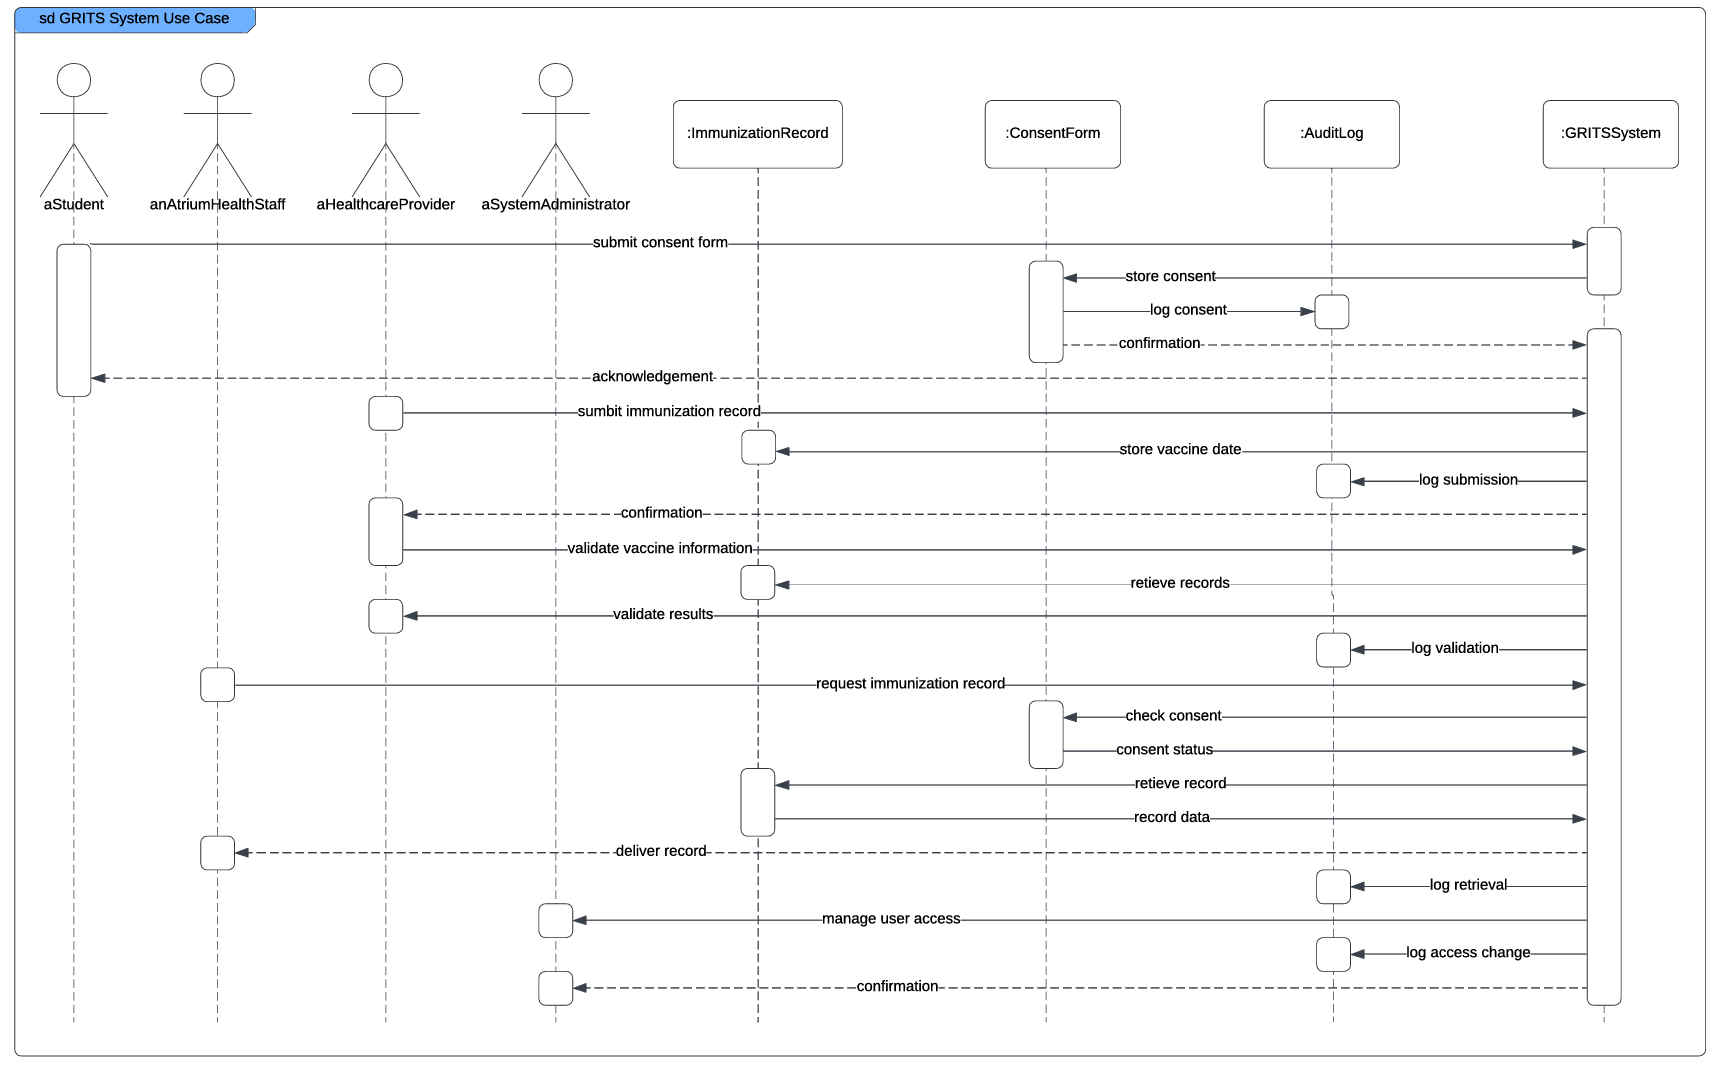 sd GRITS System Use Case
:ImmunizationRecord
:ConsentForm
:AuditLog
:GRITSSystem
aStudent
anAtriumHealthStaff
aHealthcareProvider
aSystemAdministrator
submit consent form
store consent
log consent
confirmation
acknowledgement
sumbit immunization record
store vaccine date
log submission
confirmation
validate vaccine information
retieve records
validate results
log validation
request immunization record
check consent
consent status
retieve record
record data
deliver record
log retrieval
manage user access
log access change
confirmation